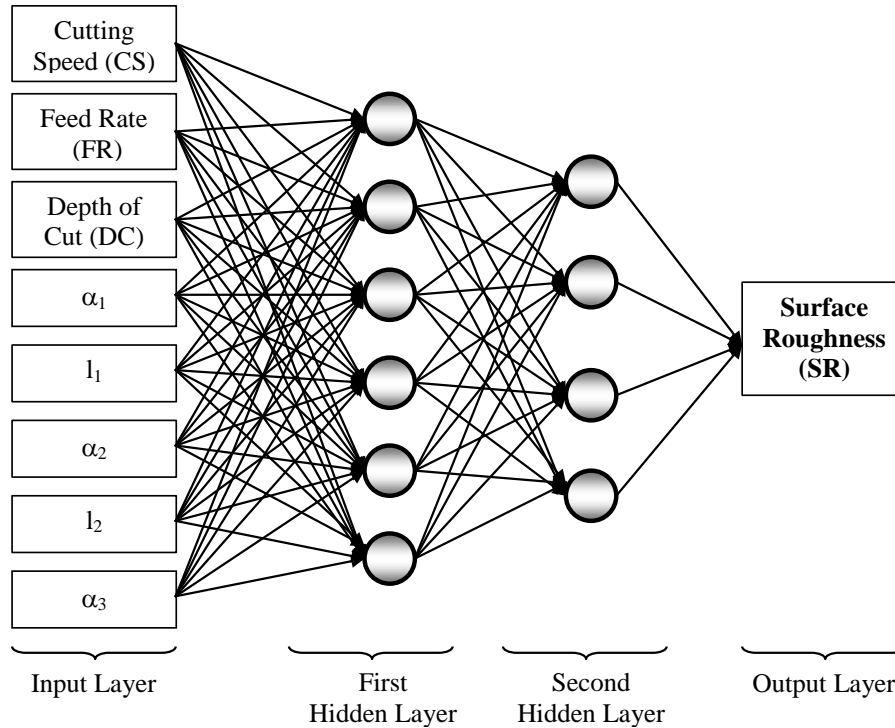 Cutting
Speed (CS)
Feed Rate
(FR)
Depth of
Cut (DC)
α₁
l₁
α₂
l₂
α₃
Surface
Roughness
(SR)
Input Layer
First
Hidden Layer
Second
Hidden Layer
Output Layer